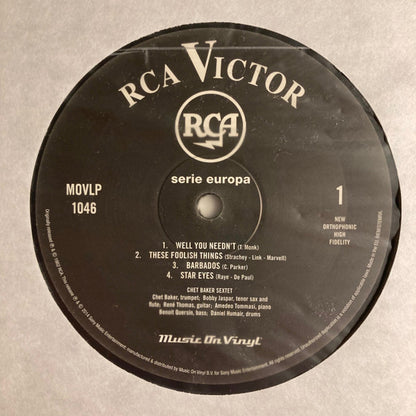 RCA VICTOR
RCA
serie europa
MOVLP
1046
1
NEW
ORTHOPHONIC
HIGH
FIDELITY
1. WELL YOU NEEDN'T (T. Monk)
2. THESE FOOLISH THINGS (Strachey - Link - Marvell)
3. BARBADOS (C. Parker)
4. STAR EYES (Raye - De Paul)
CHET BAKER SEXTET
Chet Baker, trumpet; Bobby Jaspar, tenor sax and
flute; René Thomas, guitar; Amedeo Tommasi, piano
Benoit Quersin, bass; Daniel Humair, drums
Music On Vinyl